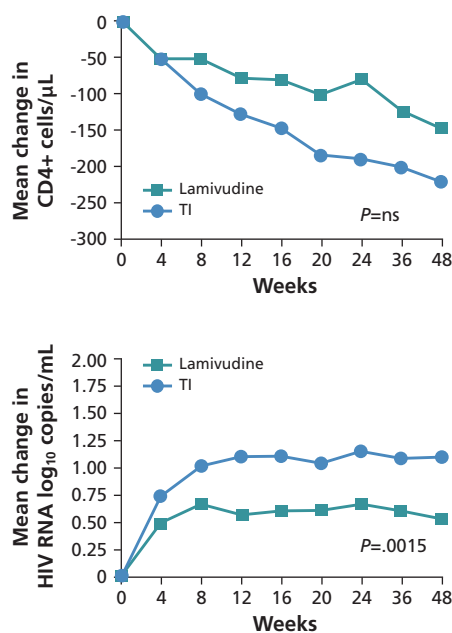 Mean change in
CD4+ cells/µL
0
-50
-100
-150
-200
-250
-300
Lamivudine
TI
P=ns
0 4 8 12 16 20 24 36 48
Weeks
Mean change in
HIV RNA log₁₀ copies/mL
2.00
1.75
1.50
1.25
1.00
0.75
0.50
0.25
0
Lamivudine
TI
P=.0015
0 4 8 12 16 20 24 36 48
Weeks